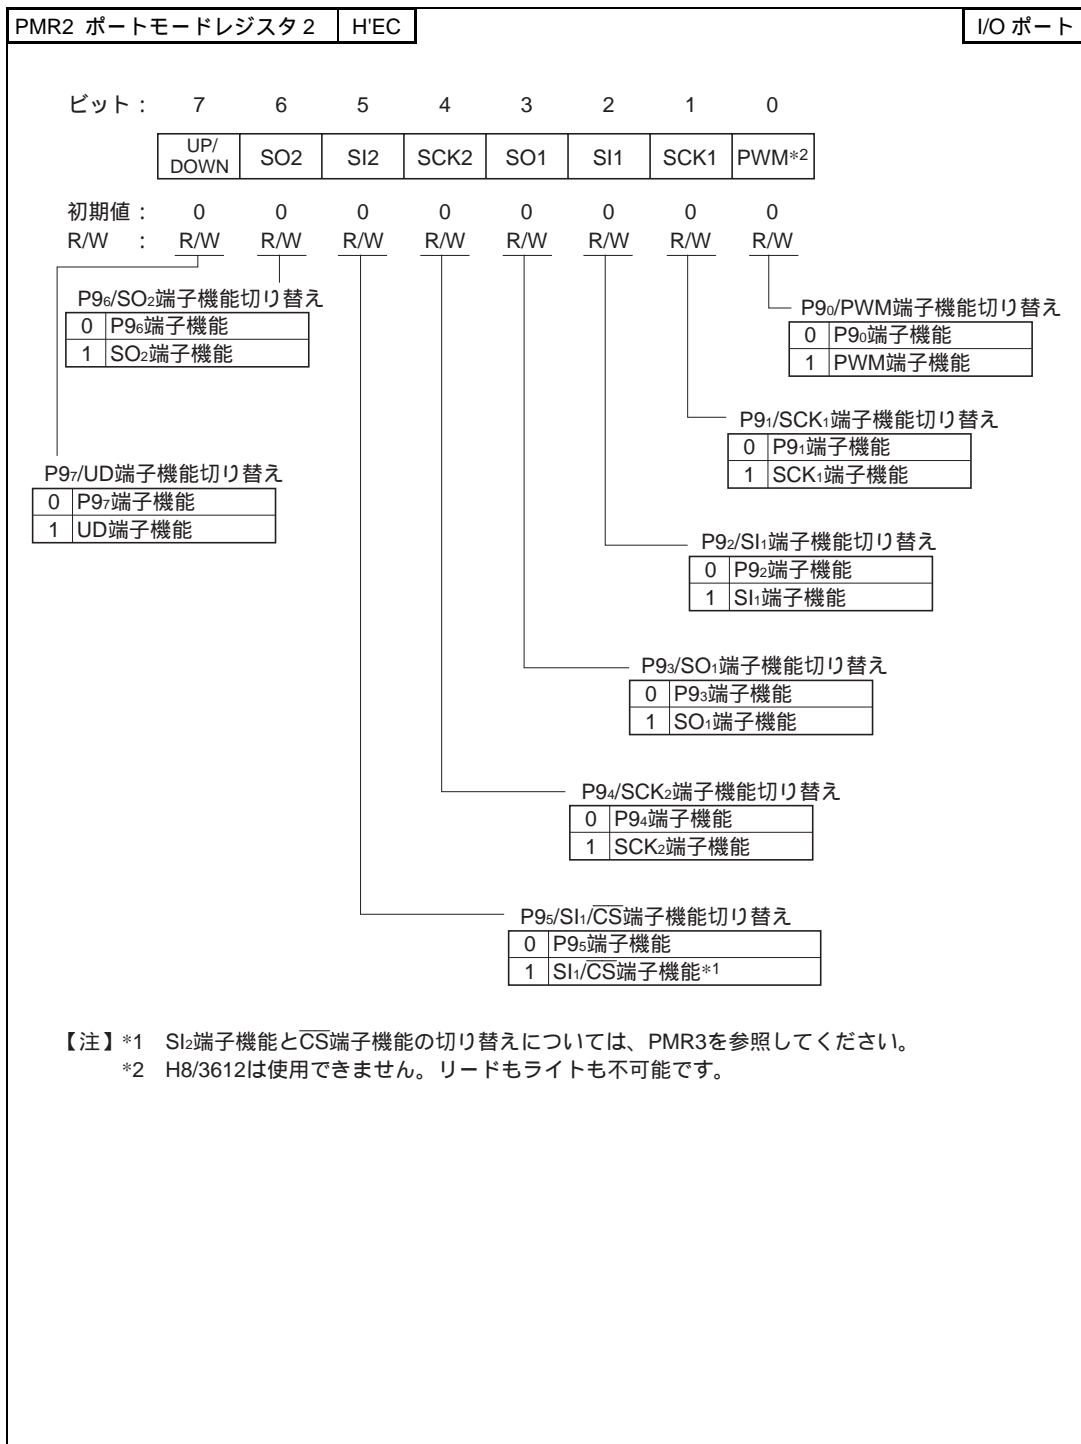 PMR2 ポートモードレジスタ 2 H'EC I/O ポート
ビット : 7 6 5 4 3 2 1 0
UP/DOWN SO2 SI2 SCK2 SO1 SI1 SCK1 PWM*2
初期値 : 0 0 0 0 0 0 0 0
R/W : R/W R/W R/W R/W R/W R/W R/W R/W
P9₆/SO₂端子機能切り替え
0 P9₆端子機能
1 SO₂端子機能
P9₀/PWM端子機能切り替え
0 P9₀端子機能
1 PWM端子機能
P9₁/SCK₁端子機能切り替え
0 P9₁端子機能
1 SCK₁端子機能
P9₇/UD端子機能切り替え
0 P9₇端子機能
1 UD端子機能
P9₂/SI₁端子機能切り替え
0 P9₂端子機能
1 SI₁端子機能
P9₃/SO₁端子機能切り替え
0 P9₃端子機能
1 SO₁端子機能
P9₄/SCK₂端子機能切り替え
0 P9₄端子機能
1 SCK₂端子機能
P9₅/SI₁/C̅S̅端子機能切り替え
0 P9₅端子機能
1 SI₁/C̅S̅端子機能*1
【注】*1 SI₂端子機能とC̅S̅端子機能の切り替えについては、PMR3を参照してください。
*2 H8/3612は使用できません。リードもライトも不可能です。